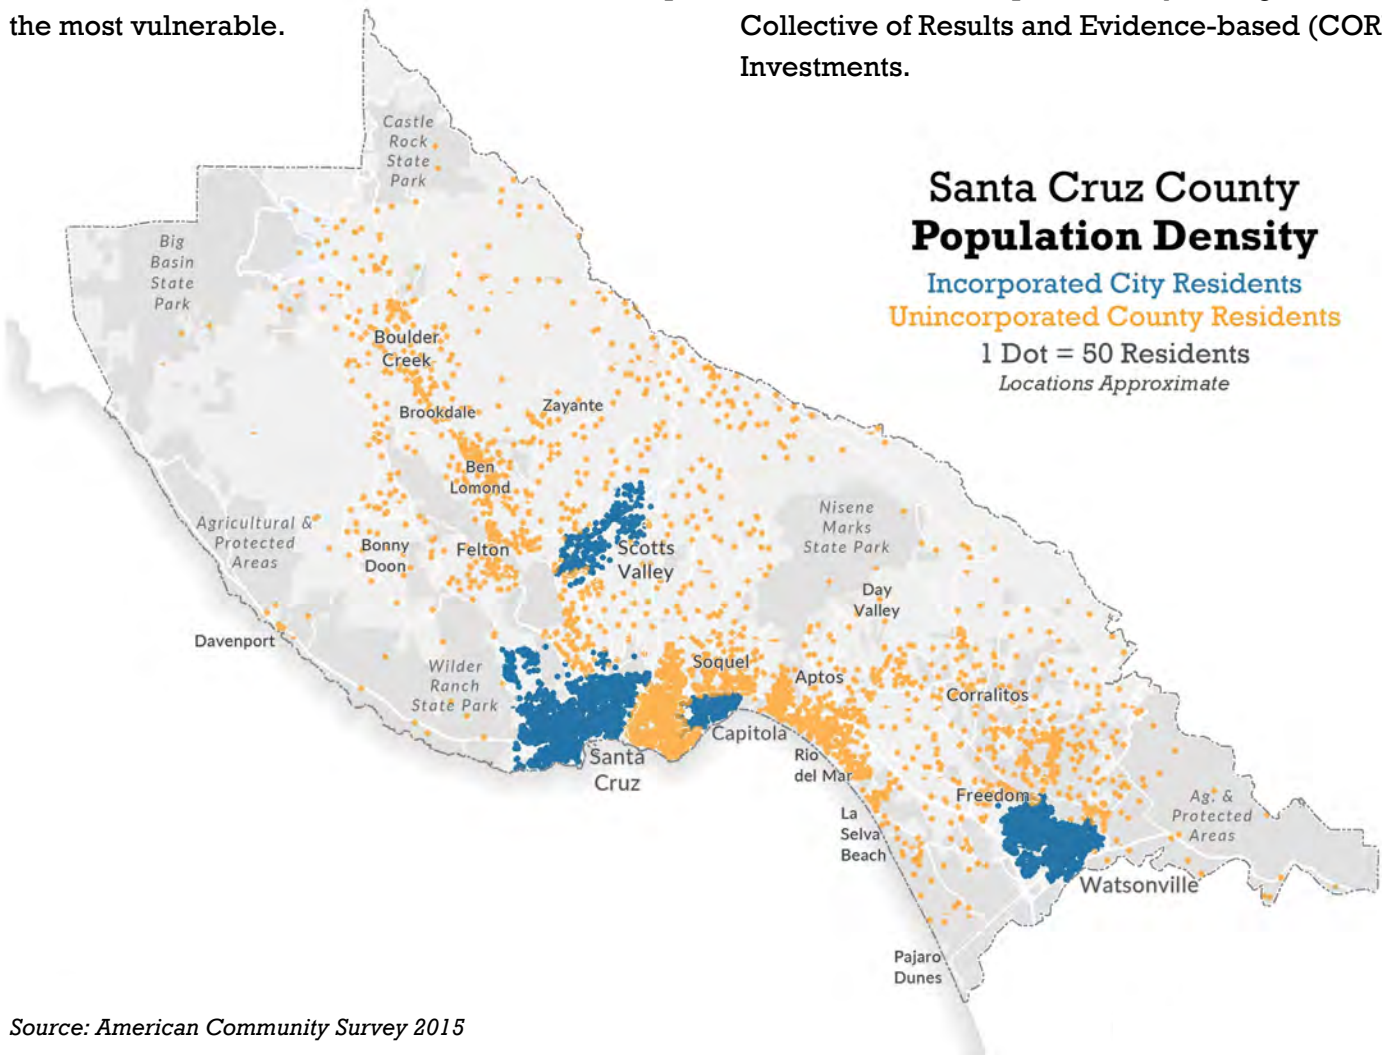 the most vulnerable.
Collective of Results and Evidence-based (COR
Investments.
Santa Cruz County
Population Density
Incorporated City Residents
Unincorporated County Residents
1 Dot = 50 Residents
Locations Approximate
Castle
Rock
State
Park
Big
Basin
State
Park
Boulder
Creek
Brookdale
Zayante
Ben
Lomond
Agricultural &
Protected
Areas
Bonny
Doon
Felton
Scotts
Valley
Nisene
Marks
State Park
Day
Valley
Davenport
Wilder
Ranch
State Park
Soquel
Aptos
Corralitos
Capitola
Santa
Cruz
Rio
del Mar
Freedom
La
Selva
Beach
Ag. &
Protected
Areas
Watsonville
Pajaro
Dunes
Source: American Community Survey 2015